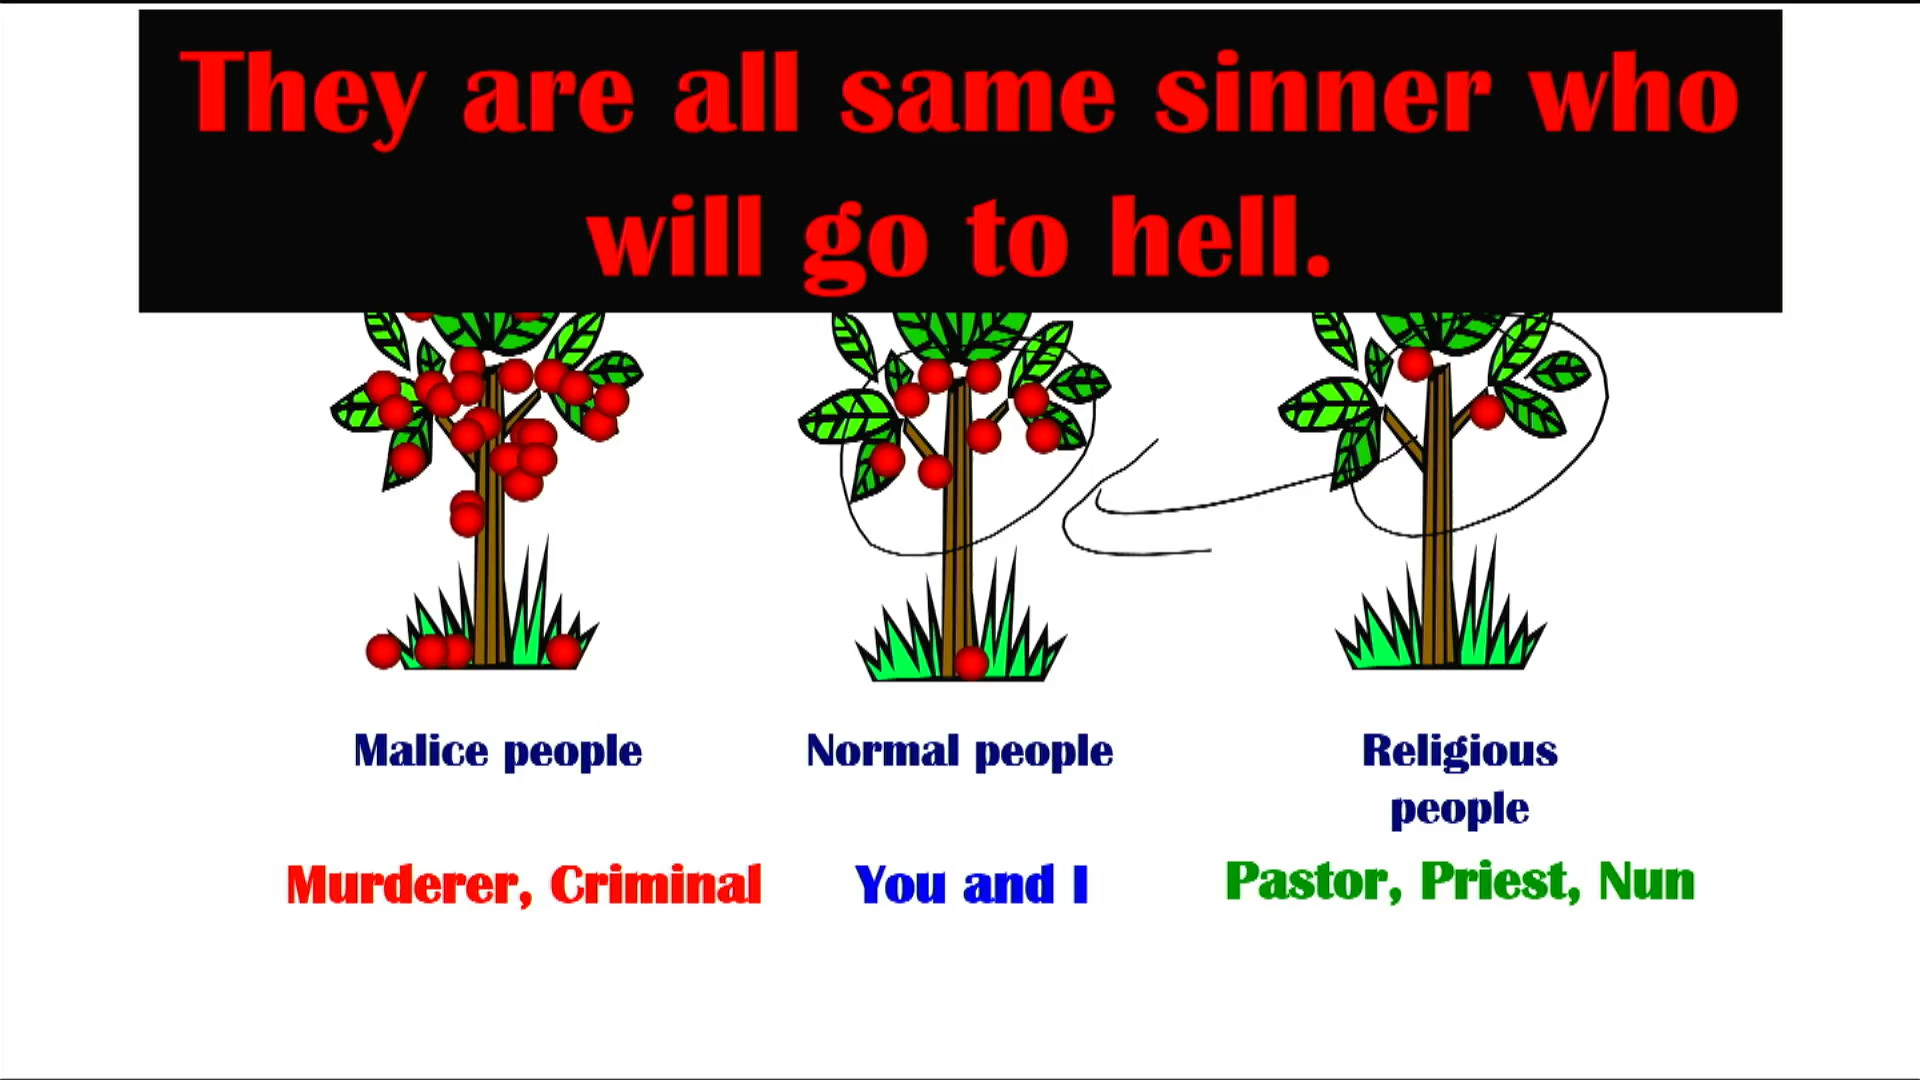 They are all same sinner who
will go to hell.
Malice people
Normal people
Religious
people
Murderer, Criminal
You and I
Pastor, Priest, Nun